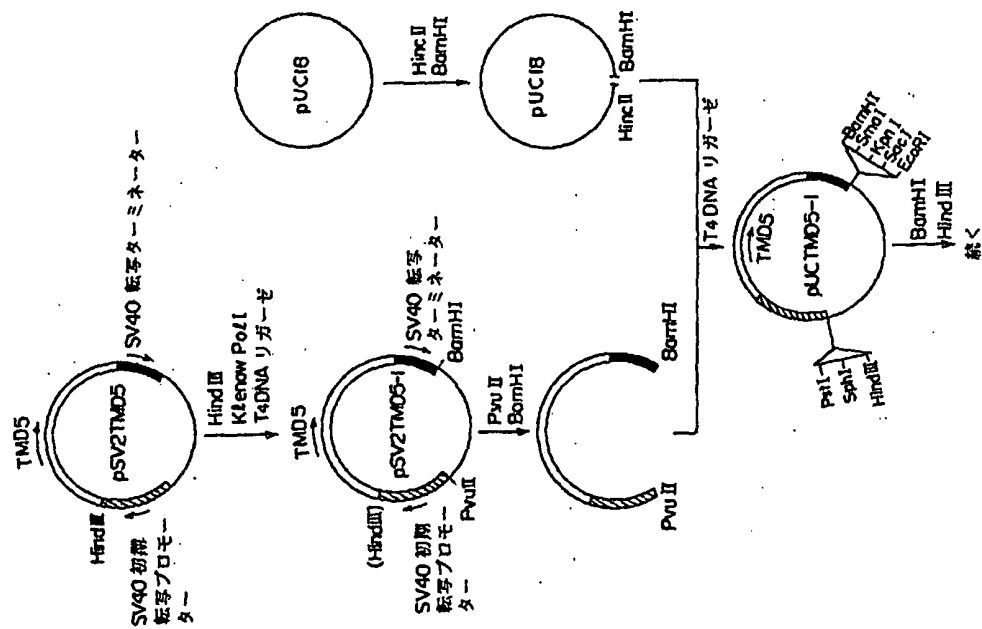 TMD5
HindⅢ
pSV2TMD5
SV40 転写ターミネーター
SV40 初期
転写プロモー
ター
HindⅢ
Klenow PolI
T4DNA リガーゼ
TMD5
(HindⅢ)
pSV2TMD5-1
SV40 転写
ターミネーター
BamHI
SV40 初期
転写プロモー
ター
PvuⅡ
PvuⅡ
BamHI
PvuⅡ
BamHI
pUC18
HincⅡ
BamHI
pUC18
HincⅡ
BamHI
T4DNA リガーゼ
TMD5
pUCTMD5-1
PstI
SphI
HindⅢ
BamHI
SmaI
KpnI
SacI
EcoRI
BamHI
HindⅢ
続く